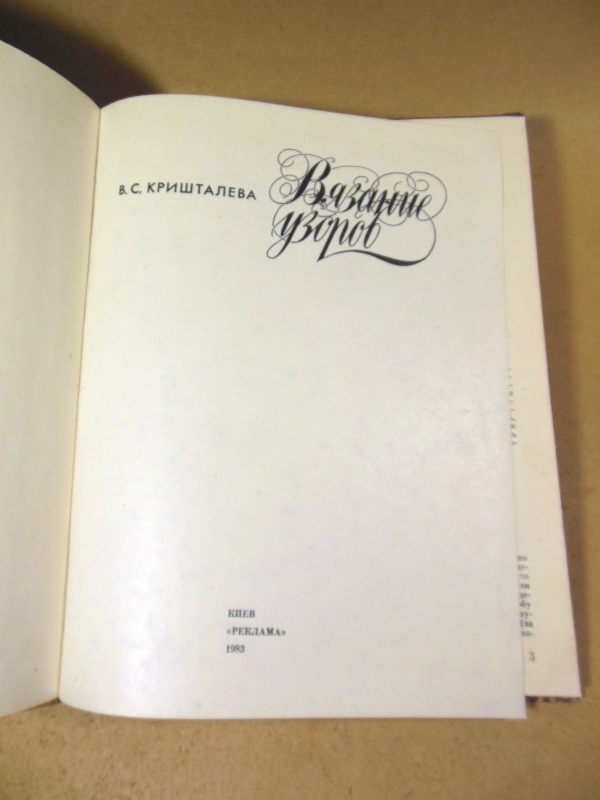 В. С. КРИШТАЛЕВА
Вязание
узоров
КИЕВ
«РЕКЛАМА»
1983
3